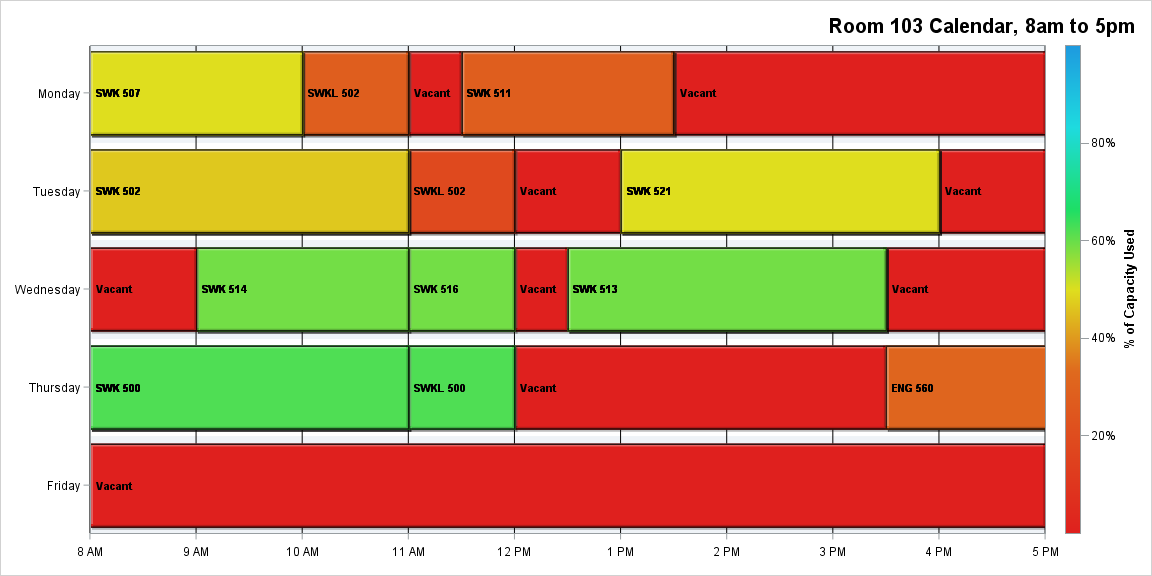 Room 103 Calendar, 8am to 5pm
Monday
SWK 507
SWKL 502
Vacant
SWK 511
Vacant
Tuesday
SWK 502
SWKL 502
Vacant
SWK 521
Vacant
Wednesday
Vacant
SWK 514
SWK 516
Vacant
SWK 513
Vacant
Thursday
SWK 500
SWKL 500
Vacant
ENG 560
Friday
Vacant
8 AM
9 AM
10 AM
11 AM
12 PM
1 PM
2 PM
3 PM
4 PM
5 PM
80%
60%
40%
20%
% of Capacity Used